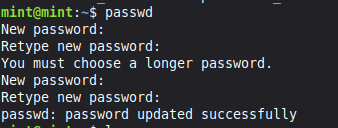 mint@mint:~$ passwd
New password:
Retype new password:
You must choose a longer password.
New password:
Retype new password:
passwd: password updated successfully